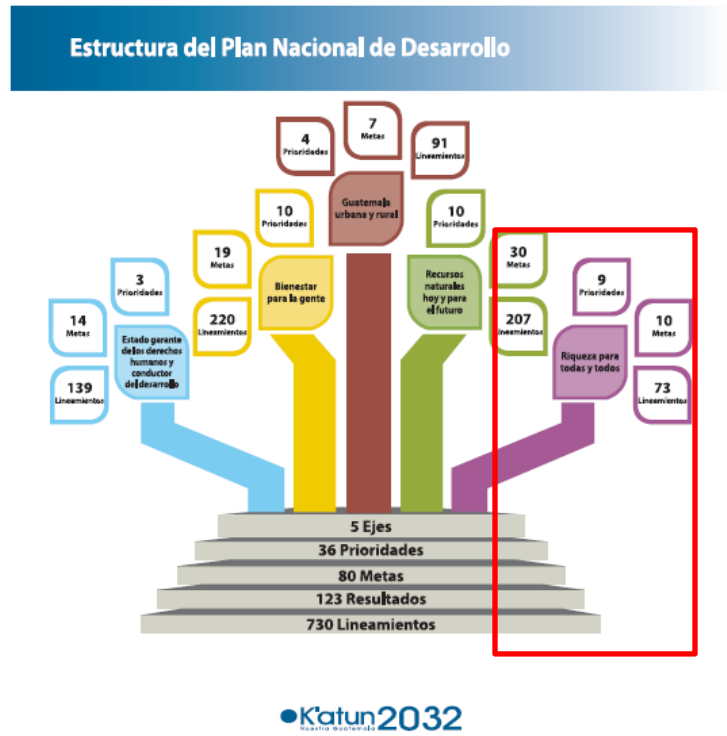 Estructura del Plan Nacional de Desarrollo
7
Metas
4
Prioridades
91
Lineamientos
Guatemala
urbana y rural
10
Prioridades
10
Prioridades
19
Metas
30
Metas
Bienestar
para la gente
Recursos
naturales
hoy y para
el futuro
3
Prioridades
9
Prioridades
14
Metas
220
Lineamientos
207
Lineamientos
10
Metas
Estado garante
de los derechos
humanos y
conductor
del desarrollo
Riqueza para
todas y todos
139
Lineamientos
73
Lineamientos
5 Ejes
36 Prioridades
80 Metas
123 Resultados
730 Lineamientos
K'atun 2032
Nuestra Guatemala